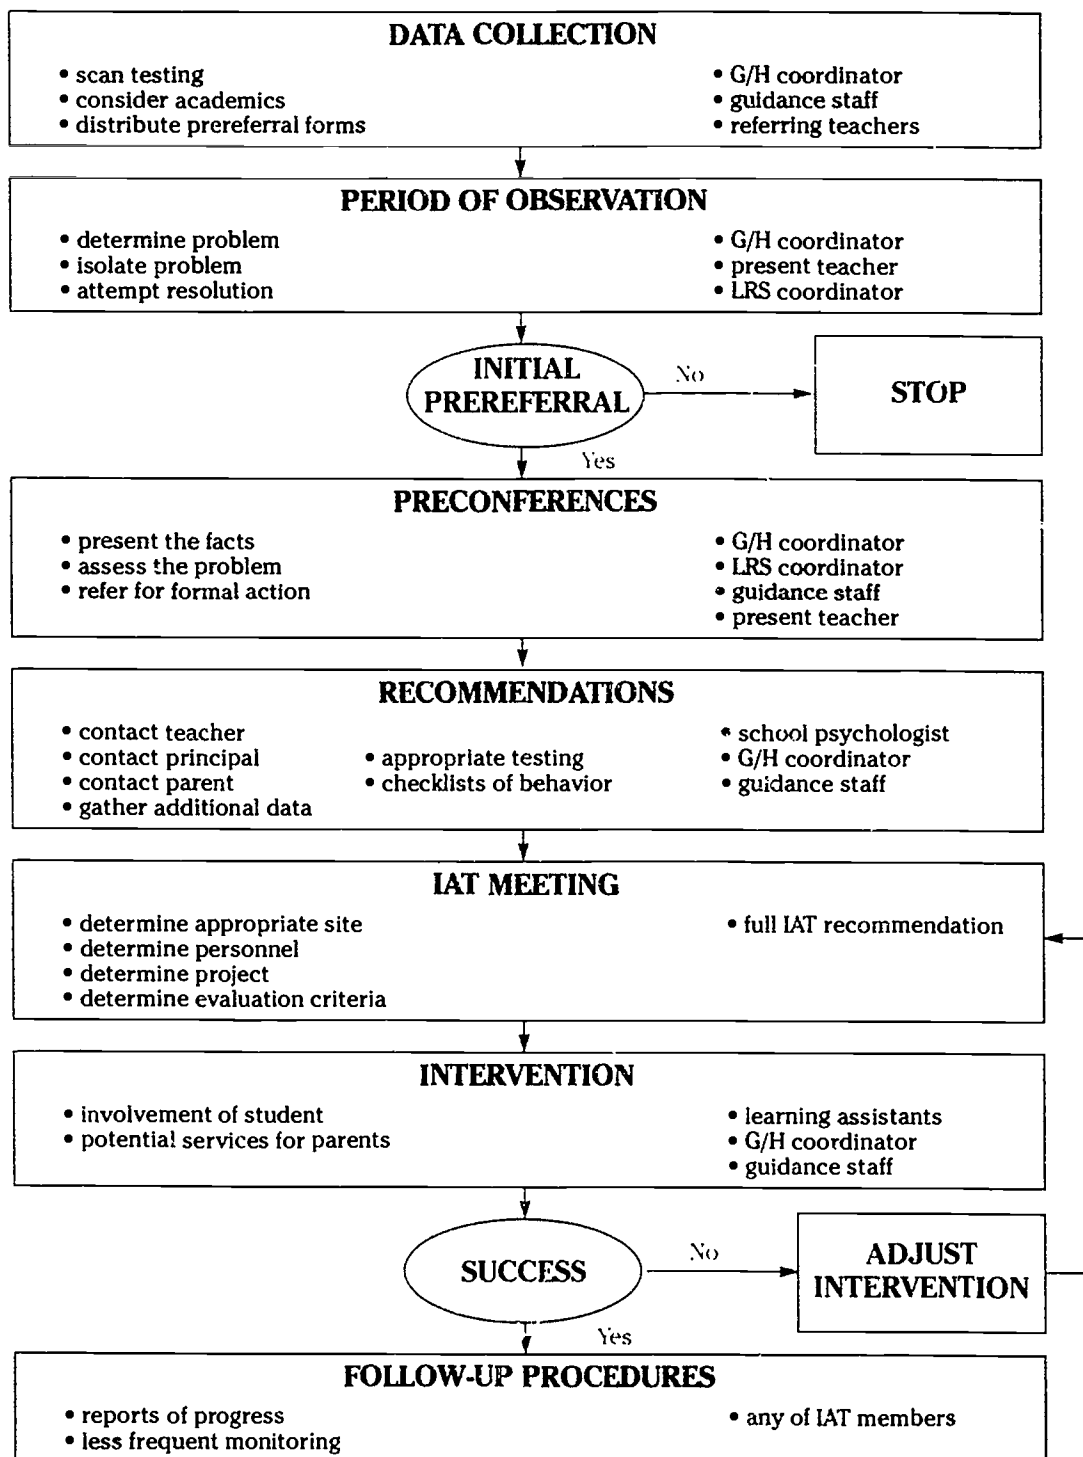 DATA COLLECTION
• scan testing
• consider academics
• distribute prereferral forms
• G/H coordinator
• guidance staff
• referring teachers
PERIOD OF OBSERVATION
• determine problem
• isolate problem
• attempt resolution
• G/H coordinator
• present teacher
• LRS coordinator
INITIAL
PREREFERRAL
No
STOP
Yes
PRECONFERENCES
• present the facts
• assess the problem
• refer for formal action
• G/H coordinator
• LRS coordinator
• guidance staff
• present teacher
RECOMMENDATIONS
• contact teacher
• contact principal
• contact parent
• gather additional data
• appropriate testing
• checklists of behavior
• school psychologist
• G/H coordinator
• guidance staff
IAT MEETING
• determine appropriate site
• determine personnel
• determine project
• determine evaluation criteria
• full IAT recommendation
INTERVENTION
• involvement of student
• potential services for parents
• learning assistants
• G/H coordinator
• guidance staff
SUCCESS
No
ADJUST
INTERVENTION
Yes
FOLLOW-UP PROCEDURES
• reports of progress
• less frequent monitoring
• any of IAT members